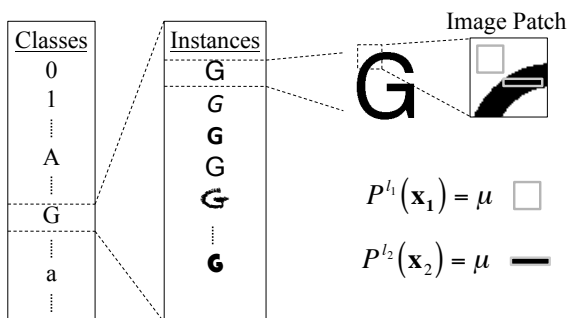 Classes
0
1
A
G
a
Instances
G
G
G
G
G
G
G
Image Patch
P^{l_1}(x_1) = μ
P^{l_2}(x_2) = μ